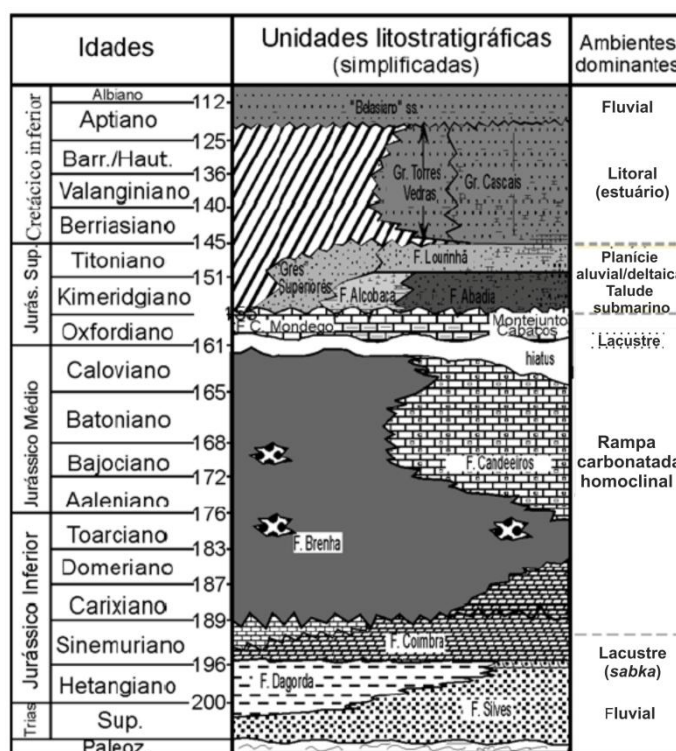 Idades
Unidades litostratigráficas
(simplificadas)
Ambientes
dominantes
Cretácico inferior
Albiano
112
Aptiano
125
Barr./Haut.
136
Valanginiano
140
Berriasiano
145
Juráss. Sup.
Titoniano
151
Kimeridgiano
Oxfordiano
161
Jurássico Médio
Caloviano
165
Batoniano
168
Bajociano
172
Aaleniano
176
Jurássico Inferior
Toarciano
183
Domeriano
187
Carixiano
189
Sinemuriano
196
Hetangiano
200
Trias
Sup.
Paleoz
"Belasiano" ss.
Gr. Torres
Vedras
Gr. Cascais
F. Lourinhã
Gres
Superiores
F. Alcobaça
F. Abadia
F. C. Mondego
Montejunto
Cabaços
hiatus
F. Candeeiros
F. Brenha
F. Coimbra
F. Dagorda
F. Silves
Fluvial
Litoral
(estuário)
Planície
aluvial/deltaica
Talude
submarino
Lacustre
Rampa
carbonatada
homoclinal
Lacustre
(sabka)
Fluvial